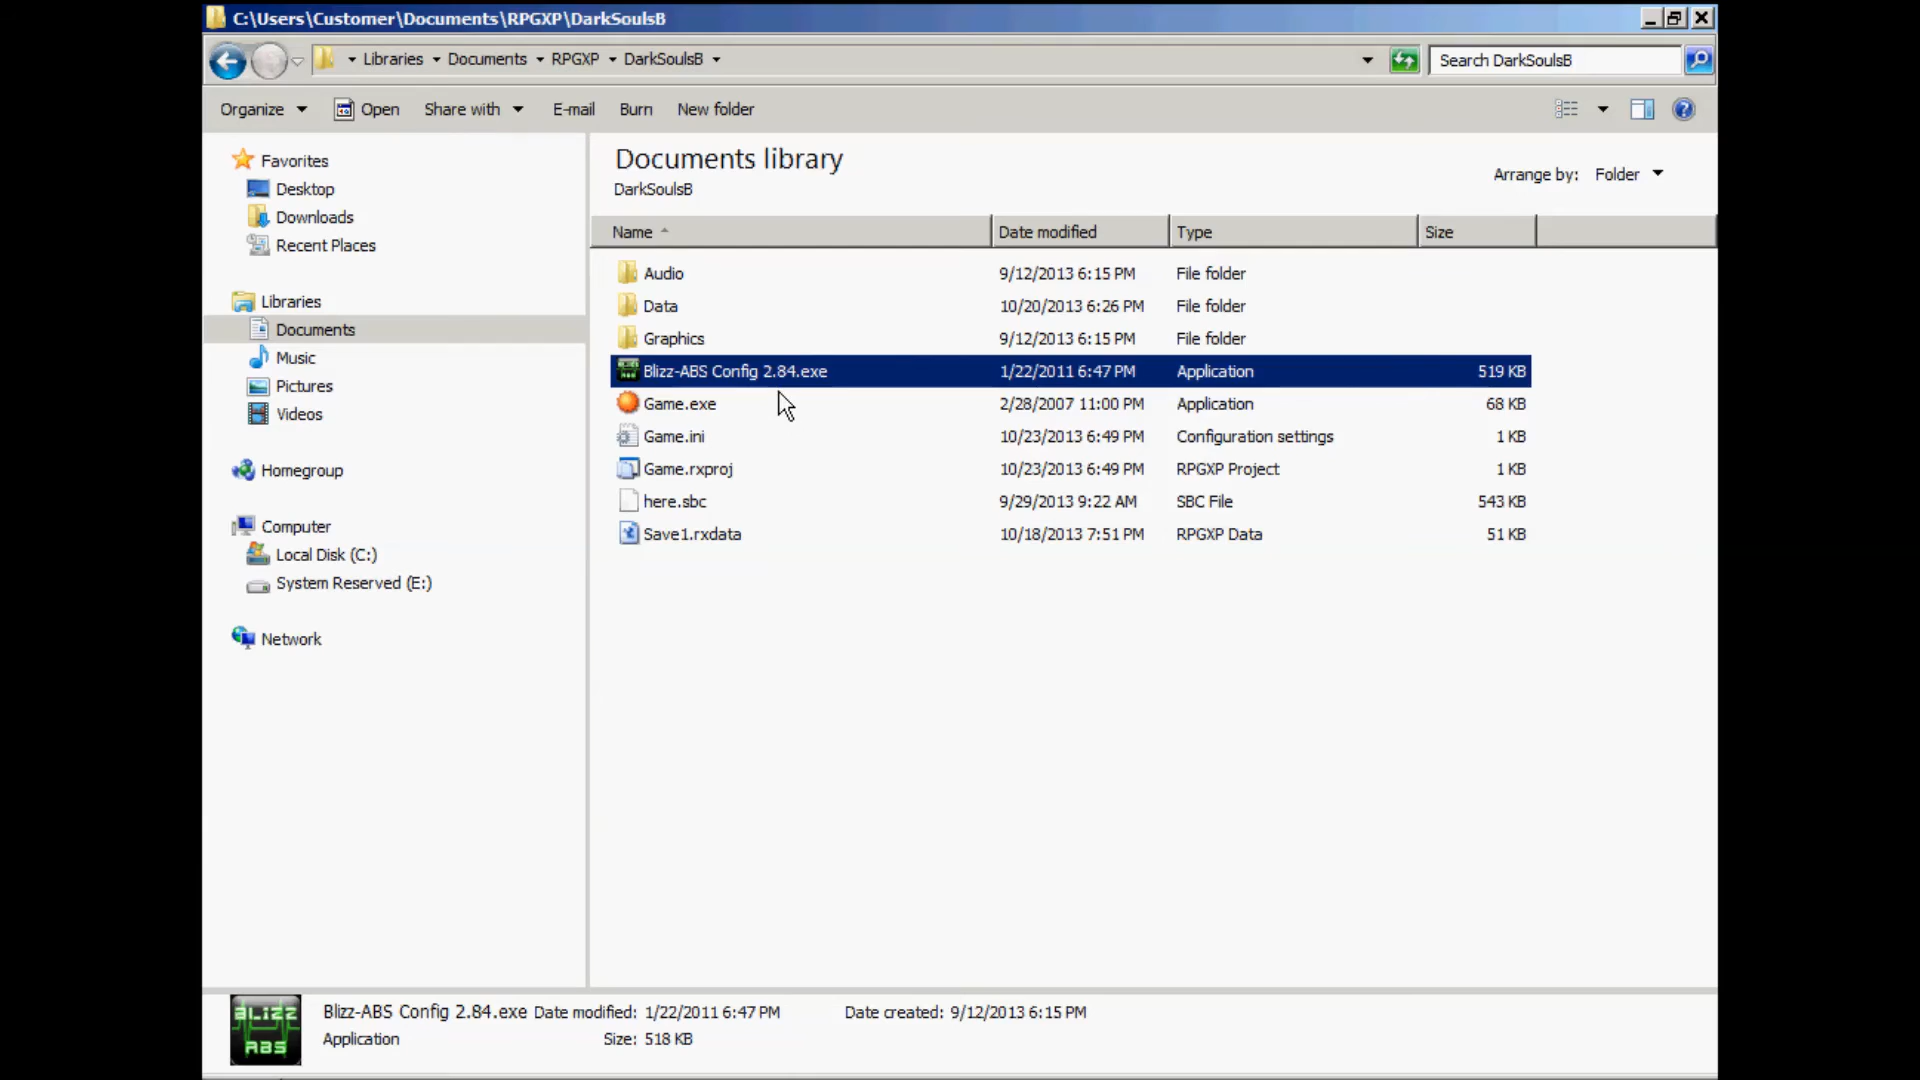 C:\Users\Customer\Documents\RPGXP\DarkSoulsB
Libraries Documents RPGXP DarkSoulsB
Search DarkSoulsB
Organize Open Share with E-mail Burn New folder
Favorites
Desktop
Downloads
Recent Places
Libraries
Documents
Music
Pictures
Videos
Homegroup
Computer
Local Disk (C:)
System Reserved (E:)
Network
Documents library
DarkSoulsB
Arrange by: Folder
Name Date modified Type Size
Audio 9/12/2013 6:15 PM File folder
Data 10/20/2013 6:26 PM File folder
Graphics 9/12/2013 6:15 PM File folder
Blizz-ABS Config 2.84.exe 1/22/2011 6:47 PM Application 519 KB
Game.exe 2/28/2007 11:00 PM Application 68 KB
Game.ini 10/23/2013 6:49 PM Configuration settings 1 KB
Game.rxproj 10/23/2013 6:49 PM RPGXP Project 1 KB
here.sbc 9/29/2013 9:22 AM SBC File 543 KB
Save1.rxdata 10/18/2013 7:51 PM RPGXP Data 51 KB
BLIZZ
ABS
Blizz-ABS Config 2.84.exe Date modified: 1/22/2011 6:47 PM Date created: 9/12/2013 6:15 PM
Application Size: 518 KB